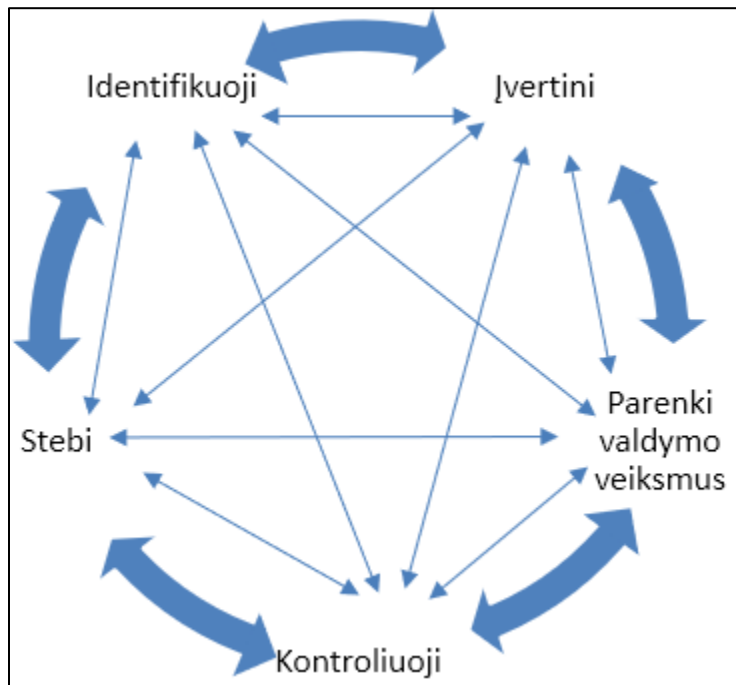 Identifikuoji
Įvertini
Parenki
valdymo
veiksmus
Stebi
Kontroliuoji